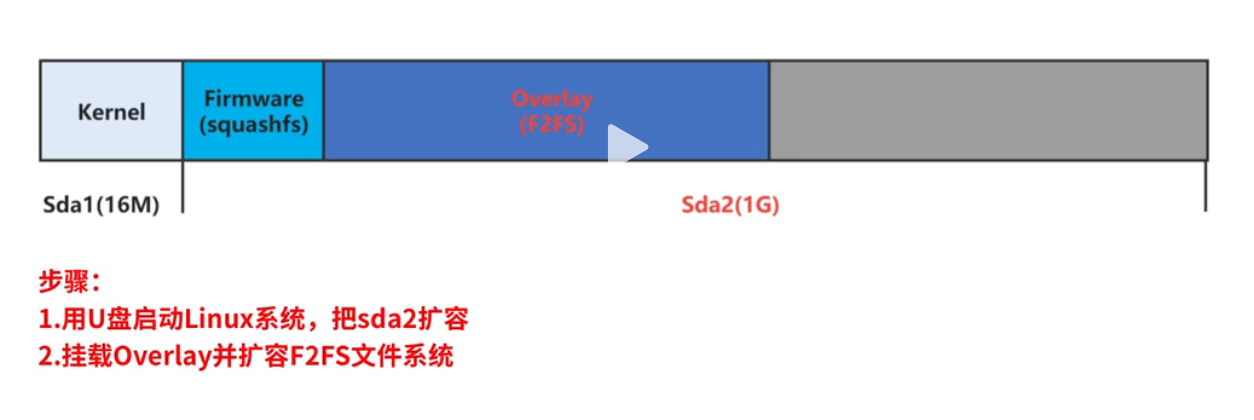 Kernel
Firmware
(squashfs)
Overlay
(F2FS)
Sda1(16M)
Sda2(1G)
步骤：
1.用U盘启动Linux系统，把sda2扩容
2.挂载Overlay并扩容F2FS文件系统